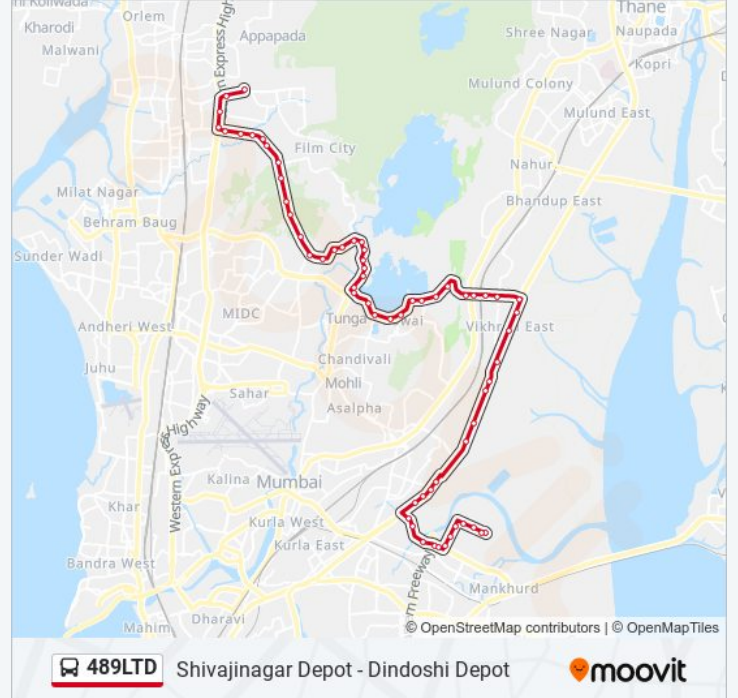 Thane
Kharodi
Orlem
Appapada
Shree Nagar
Naupada
Malwani
Kopri
Mulund Colony
Mulund East
Film City
Nahur
Milat Nagar
Bhandup East
Behram Baug
Sunder Wadi
MIDC
Tunga
Andheri West
Chandivali
Juhu
Mohli
Sahar
Asalpha
Western Express Highway
Kalina
Mumbai
Khar
Kurla West
Kurla East
Bandra West
Mankhurd
Dharavi
Mahim
© OpenStreetMap contributors | © OpenMapTiles
489LTD
Shivajinagar Depot - Dindoshi Depot
moovit